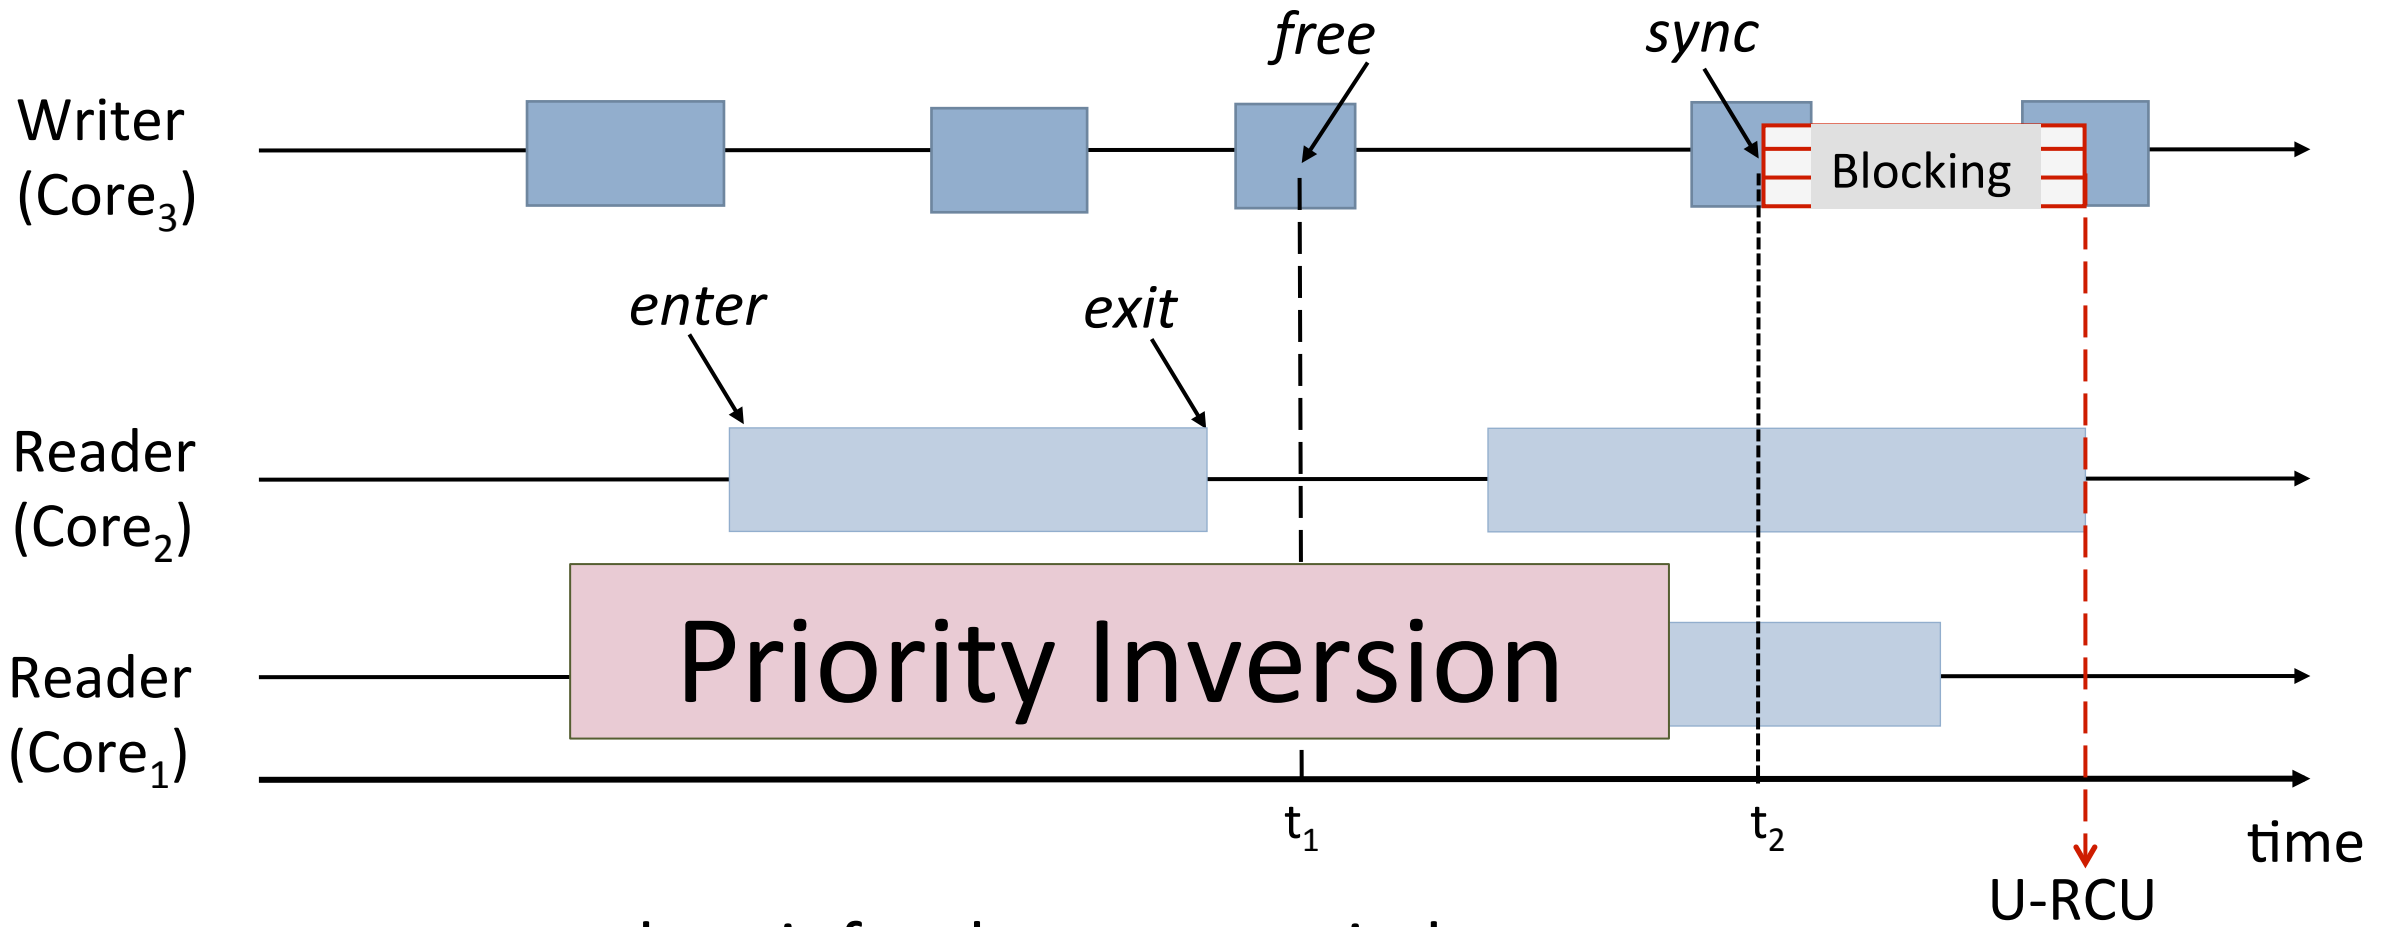 free
sync
Writer
(Core3)
Blocking
enter
exit
Reader
(Core2)
Priority Inversion
Reader
(Core1)
t1
t2
time
U-RCU